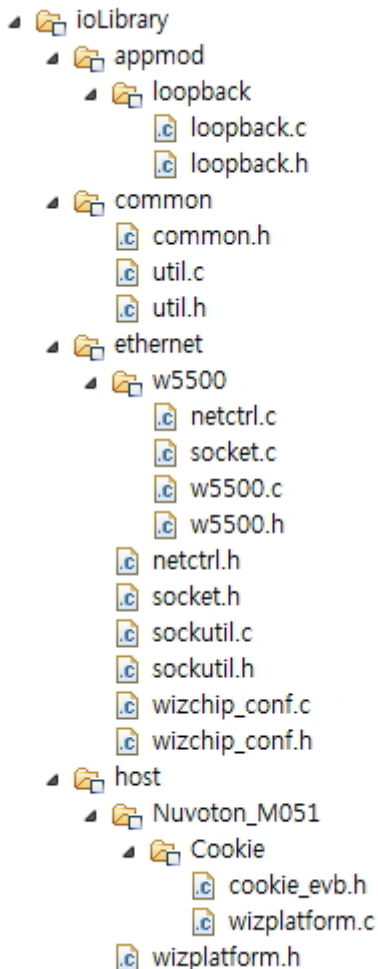 ioLibrary
appmod
loopback
loopback.c
loopback.h
common
common.h
util.c
util.h
ethernet
w5500
netctrl.c
socket.c
w5500.c
w5500.h
netctrl.h
socket.h
sockutil.c
sockutil.h
wizchip_conf.c
wizchip_conf.h
host
Nuvoton_M051
Cookie
cookie_evb.h
wizplatform.c
wizplatform.h